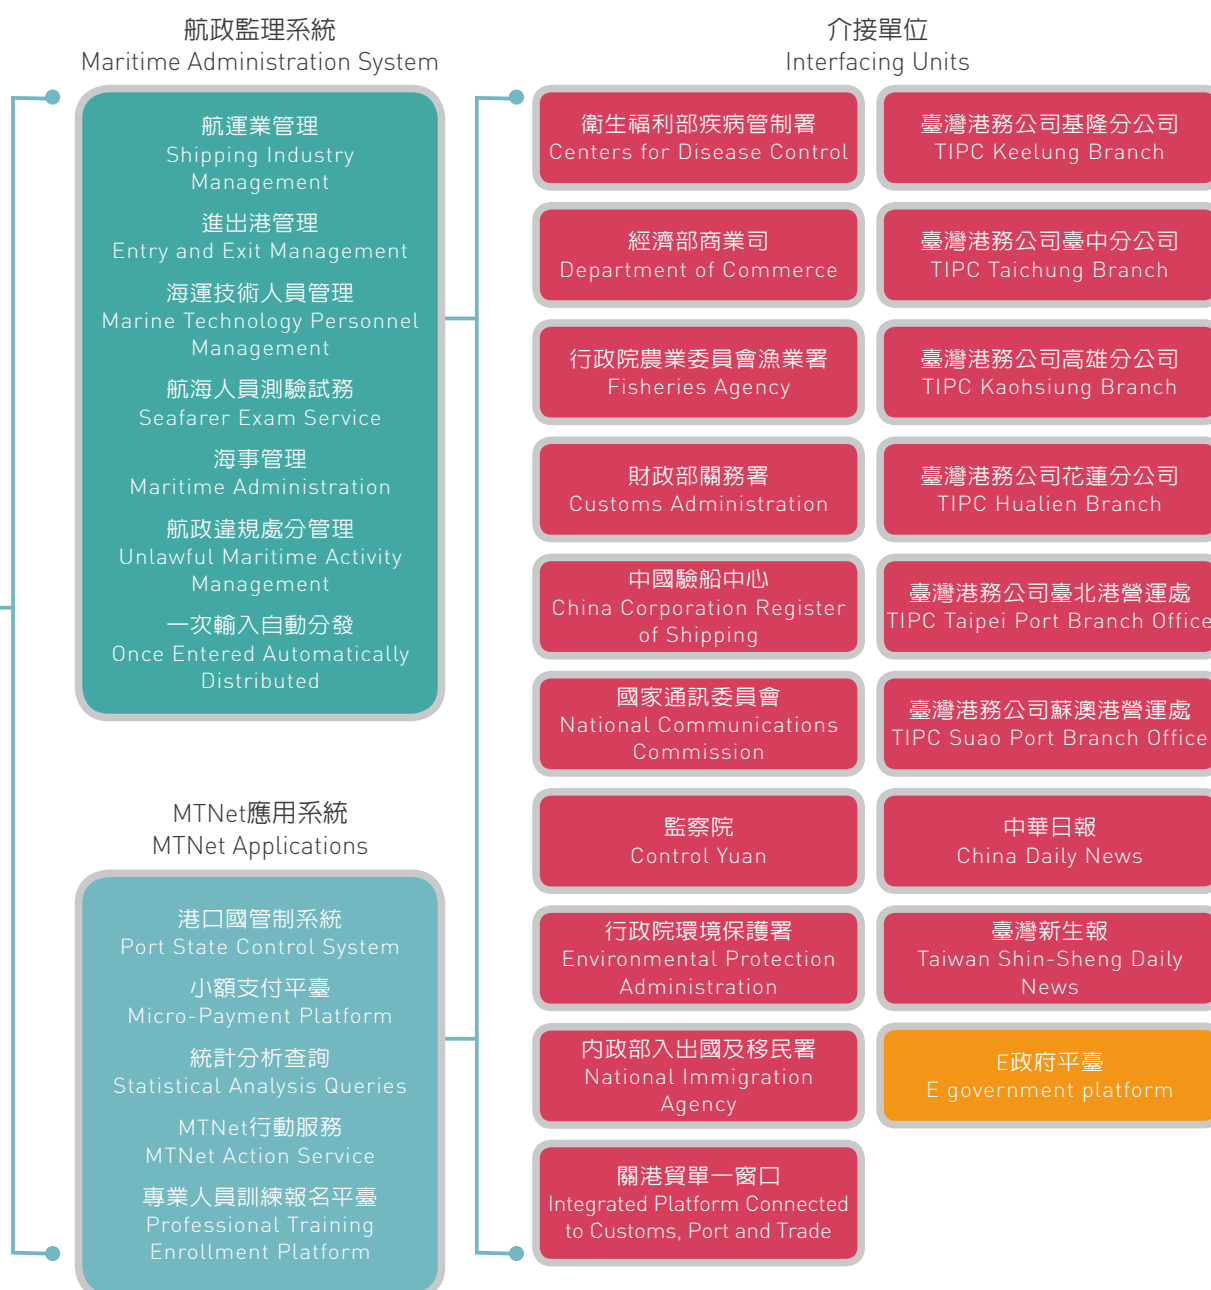 航政監理系統
Maritime Administration System
航運業管理
Shipping Industry
Management
進出港管理
Entry and Exit Management
海運技術人員管理
Marine Technology Personnel
Management
航海人員測驗試務
Seafarer Exam Service
海事管理
Maritime Administration
航政違規處分管理
Unlawful Maritime Activity
Management
一次輸入自動分發
Once Entered Automatically
Distributed
MTNet應用系統
MTNet Applications
港口國管制系統
Port State Control System
小額支付平臺
Micro-Payment Platform
統計分析查詢
Statistical Analysis Queries
MTNet行動服務
MTNet Action Service
專業人員訓練報名平臺
Professional Training
Enrollment Platform
介接單位
Interfacing Units
衛生福利部疾病管制署
Centers for Disease Control
經濟部商業司
Department of Commerce
行政院農業委員會漁業署
Fisheries Agency
財政部關務署
Customs Administration
中國驗船中心
China Corporation Register
of Shipping
國家通訊委員會
National Communications
Commission
監察院
Control Yuan
行政院環境保護署
Environmental Protection
Administration
內政部入出國及移民署
National Immigration
Agency
關港貿單一窗口
Integrated Platform Connected
to Customs, Port and Trade
臺灣港務公司基隆分公司
TIPC Keelung Branch
臺灣港務公司臺中分公司
TIPC Taichung Branch
臺灣港務公司高雄分公司
TIPC Kaohsiung Branch
臺灣港務公司花蓮分公司
TIPC Hualien Branch
臺灣港務公司臺北港營運處
TIPC Taipei Port Branch Office
臺灣港務公司蘇澳港營運處
TIPC Suao Port Branch Office
中華日報
China Daily News
臺灣新生報
Taiwan Shin-Sheng Daily
News
E政府平臺
E government platform